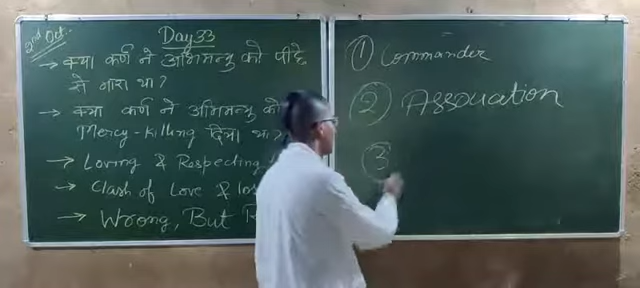 2nd Oct.
Day 33
→ क्या कर्ण ने अभिमन्यु को पीछे
से मारा था?
→ क्या कर्ण ने अभिमन्यु को
Mercy-Killing दिया था?
→ Loving & Respecting
→ Clash of Love &
→ Wrong, But
① Commander
② Association
③